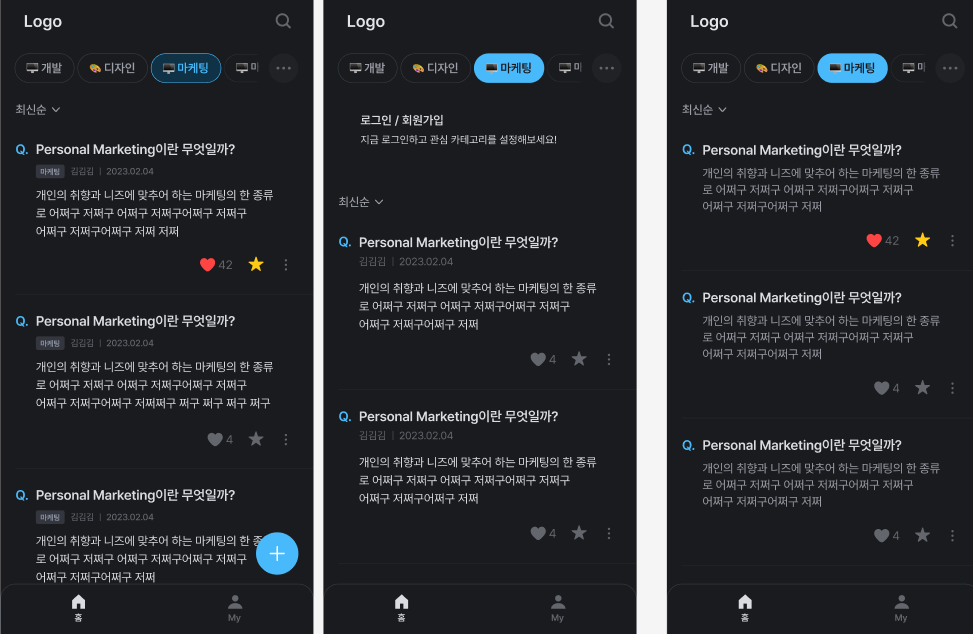 Logo
개발
디자인
마케팅
마
최신순
Q. Personal Marketing이란 무엇일까?
마케팅 김김김 | 2023.02.04
개인의 취향과 니즈에 맞추어 하는 마케팅의 한 종류
로 어쩌구 저쩌구 어쩌구 저쩌구어쩌구 저쩌구
어쩌구 저쩌구어쩌구 저쩌 저쩌
42
Q. Personal Marketing이란 무엇일까?
마케팅 김김김 | 2023.02.04
개인의 취향과 니즈에 맞추어 하는 마케팅의 한 종류
로 어쩌구 저쩌구 어쩌구 저쩌구어쩌구 저쩌구
어쩌구 저쩌구어쩌구 저쩌쩌구 쩌구 쩌구 쩌구 쩌구
4
Q. Personal Marketing이란 무엇일까?
마케팅 김김김 | 2023.02.04
개인의 취향과 니즈에 맞추어 하는 마케팅의 한 종
로 어쩌구 저쩌구 어쩌구 저쩌구어쩌구 저쩌구
어쩌구 저쩌구어쩌구 저쩌
홈
My
Logo
개발
디자인
마케팅
마
로그인 / 회원가입
지금 로그인하고 관심 카테고리를 설정해보세요!
최신순
Q. Personal Marketing이란 무엇일까?
김김김 | 2023.02.04
개인의 취향과 니즈에 맞추어 하는 마케팅의 한 종류
로 어쩌구 저쩌구 어쩌구 저쩌구어쩌구 저쩌구
어쩌구 저쩌구어쩌구 저쩌
4
Q. Personal Marketing이란 무엇일까?
김김김 | 2023.02.04
개인의 취향과 니즈에 맞추어 하는 마케팅의 한 종류
로 어쩌구 저쩌구 어쩌구 저쩌구어쩌구 저쩌구
어쩌구 저쩌구어쩌구 저쩌
4
홈
My
Logo
개발
디자인
마케팅
마
최신순
Q. Personal Marketing이란 무엇일까?
개인의 취향과 니즈에 맞추어 하는 마케팅의 한 종류
로 어쩌구 저쩌구 어쩌구 저쩌구어쩌구 저쩌구
어쩌구 저쩌구어쩌구 저쩌
42
Q. Personal Marketing이란 무엇일까?
개인의 취향과 니즈에 맞추어 하는 마케팅의 한 종류
로 어쩌구 저쩌구 어쩌구 저쩌구어쩌구 저쩌구
어쩌구 저쩌구어쩌구 저쩌
4
Q. Personal Marketing이란 무엇일까?
개인의 취향과 니즈에 맞추어 하는 마케팅의 한 종류
로 어쩌구 저쩌구 어쩌구 저쩌구어쩌구 저쩌구
어쩌구 저쩌구어쩌구 저쩌
4
홈
My